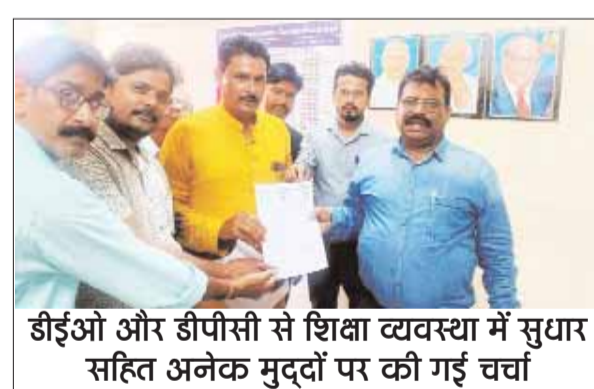 डीईओ और डीपीसी से शिक्षा व्यवस्था में सुधार
सहित अनेक मुद्दों पर की गई चर्चा